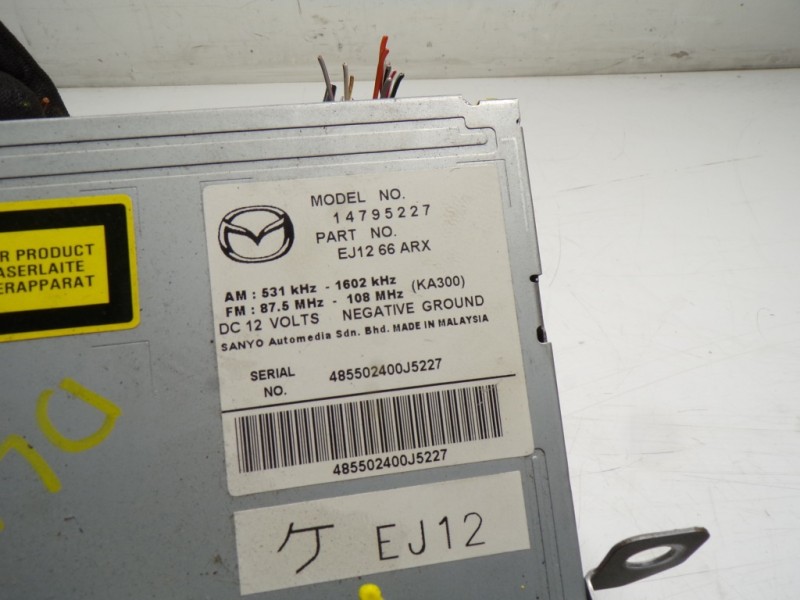 R PRODUCT
ASERLAITE
ERAPPARAT
MODEL NO.
14795227
PART NO.
EJ12 66 ARX
AM : 531 kHz - 1602 kHz
FM : 87.5 MHz - 108 MHz (KA300)
DC 12 VOLTS NEGATIVE GROUND
SANYO Automedia Sdn. Bhd. MADE IN MALAYSIA
SERIAL NO. 485502400J5227
485502400J5227
ケ EJ12